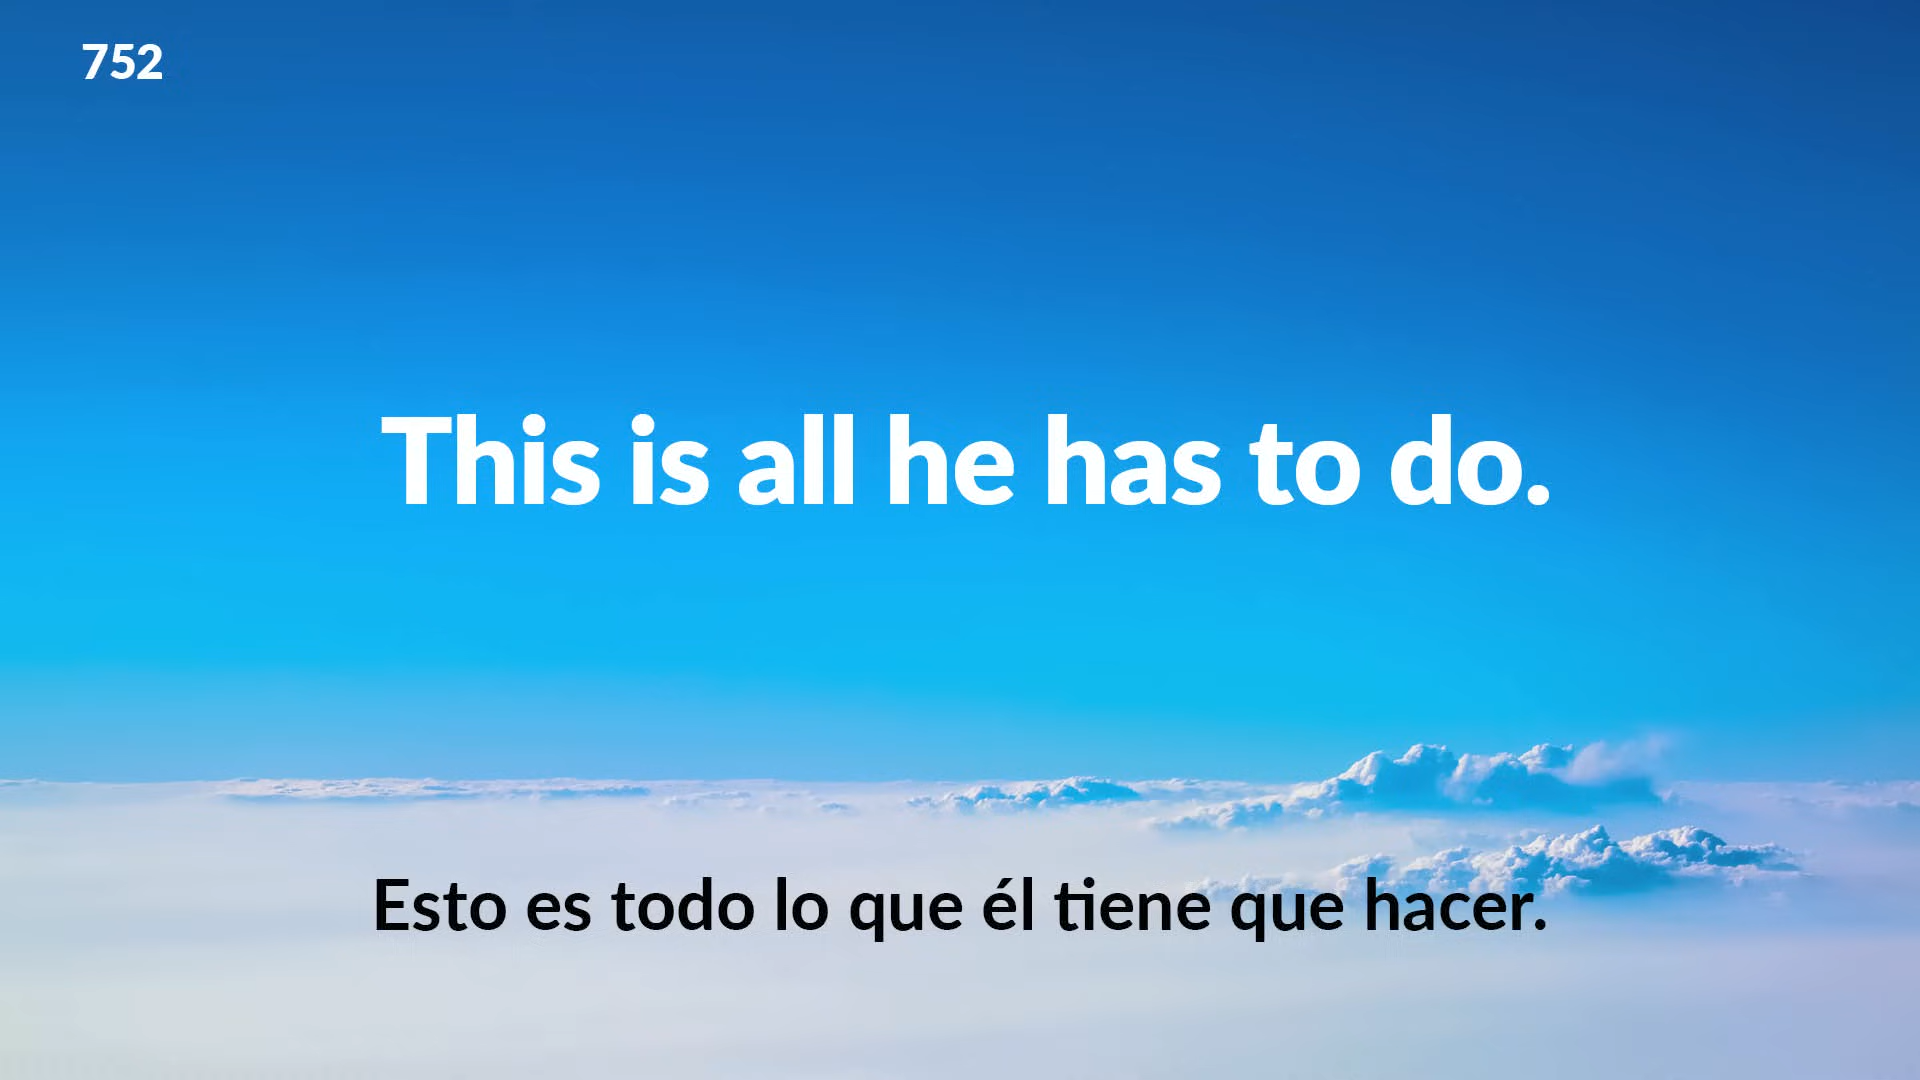 752
This is all he has to do.
Esto es todo lo que él tiene que hacer.